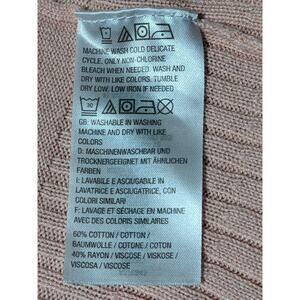 MACHINE WASH COLD DELICATE
CYCLE. ONLY NON-CHLORINE
BLEACH WHEN NEEDED. WASH AND
DRY WITH LIKE COLORS. TUMBLE
DRY LOW. LOW IRON IF NEEDED
30
GB: WASHABLE IN WASHING
MACHINE AND DRY WITH LIKE
COLORS
D: MASCHINENWASCHBAR UND
TROCKNERGEEIGNET MIT ÄHNLICHEN
FARBEN
I: LAVABILE E ASCIUGABILE IN
LAVATRICE E ASCIUGATRICE, CON
COLORI SIMILARI
F: LAVAGE ET SÉCHAGE EN MACHINE
AVEC DES COLORIS SIMILAIRES
60% COTTON / COTTON /
BAUMWOLLE / COTONE / COTON
40% RAYON / VISCOSE / VISKOSE /
VISCOSA / VISCOSE